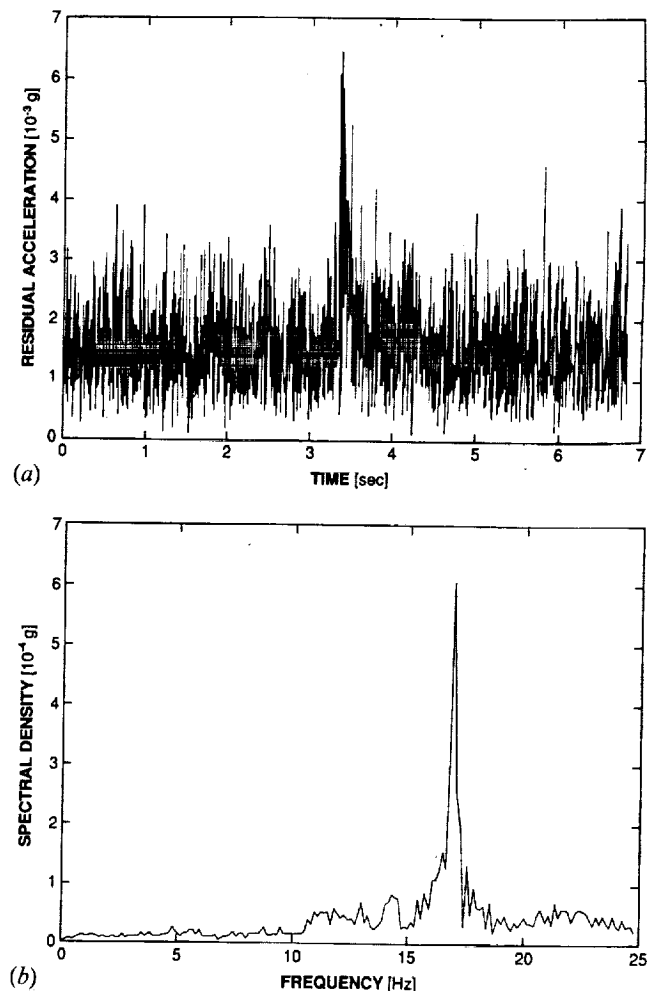 7
6
5
4
3
2
1
0
RESIDUAL ACCELERATION [10⁻³ g]
0 1 2 3 4 5 6 7
TIME [sec]
(a)
7
6
5
4
3
2
1
0
SPECTRAL DENSITY [10⁻⁴ g]
0 5 10 15 20 25
FREQUENCY [Hz]
(b)